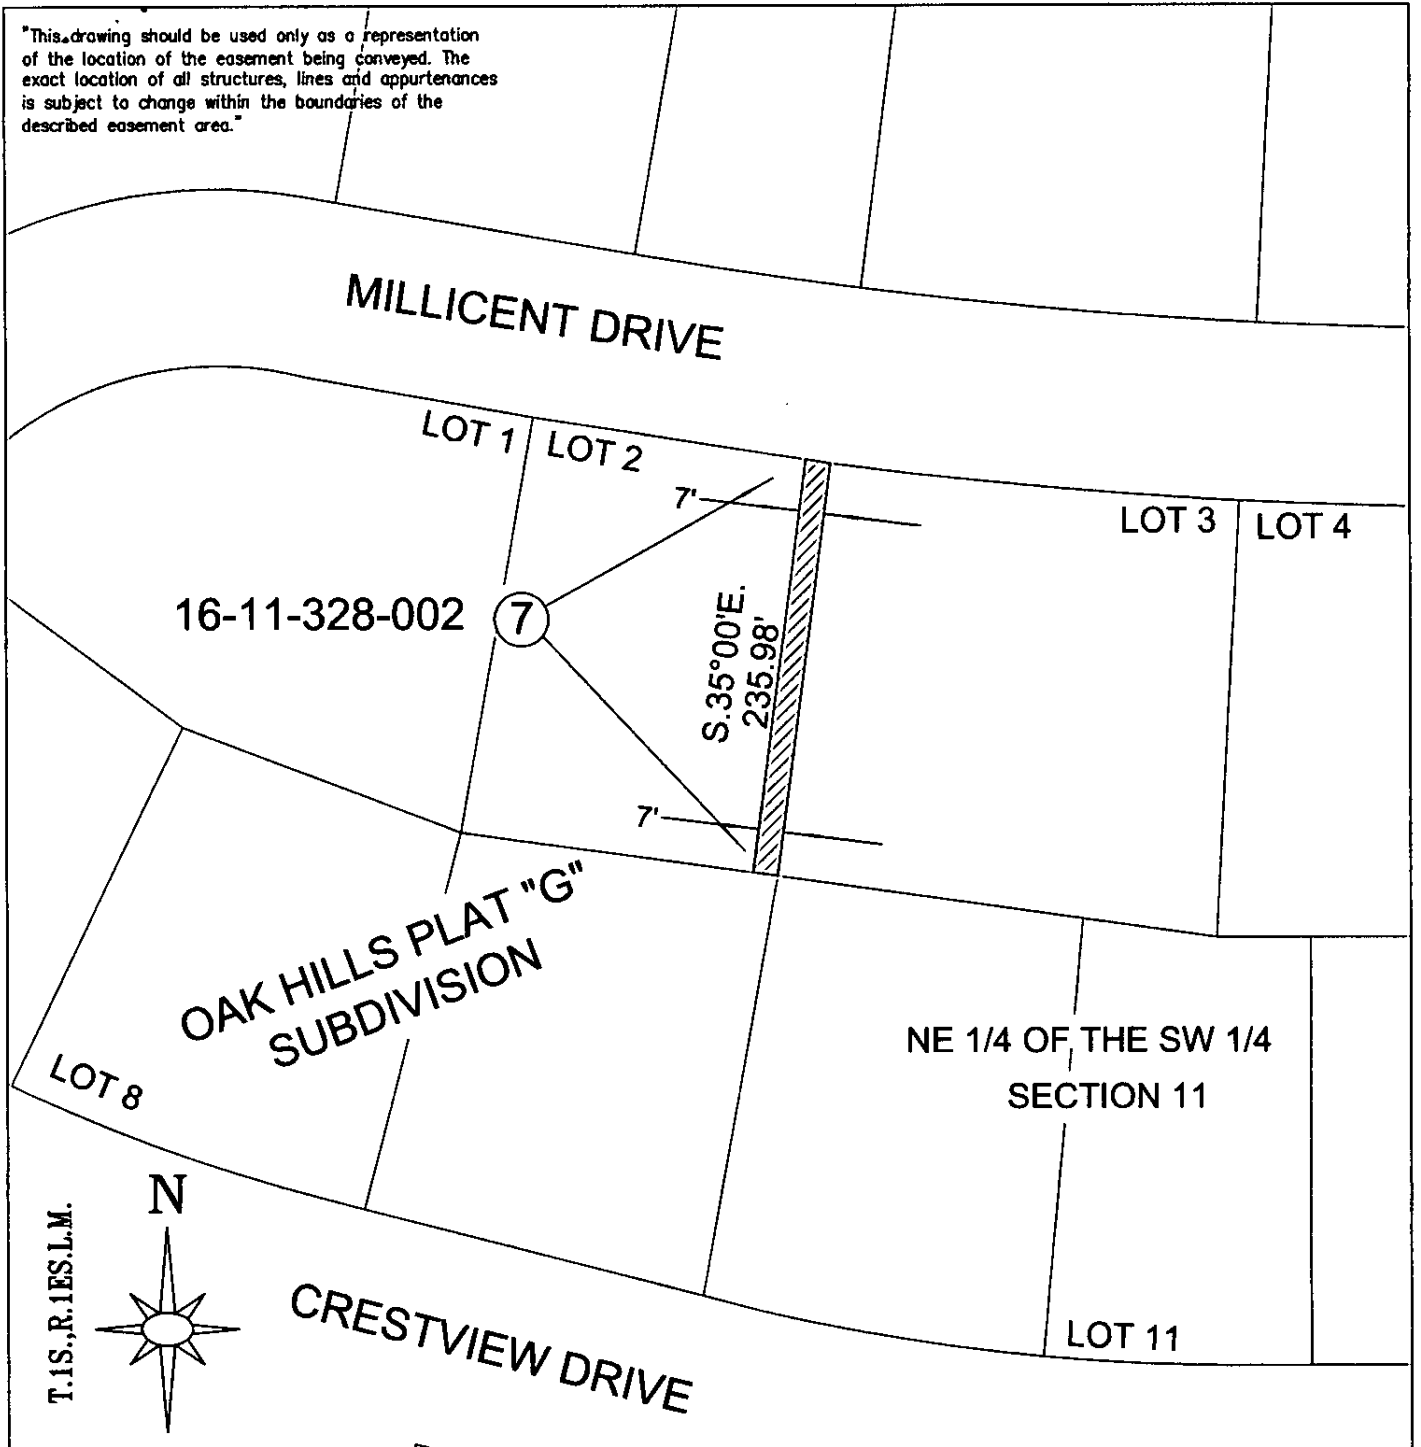 "This drawing should be used only as a representation
of the location of the easement being conveyed. The
exact location of all structures, lines and appurtenances
is subject to change within the boundaries of the
described easement area."
MILLICENT DRIVE
LOT 1
LOT 2
7'
LOT 3
LOT 4
16-11-328-002
7
S.35°00'E.
235.98'
7'
OAK HILLS PLAT "G"
SUBDIVISION
NE 1/4 OF THE SW 1/4
SECTION 11
LOT 8
N
T.1S.,R.1ES.L.M.
CRESTVIEW DRIVE
LOT 11